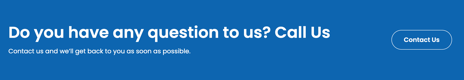 Do you have any question to us? Call Us
Contact us and we'll get back to you as soon as possible.
Contact Us